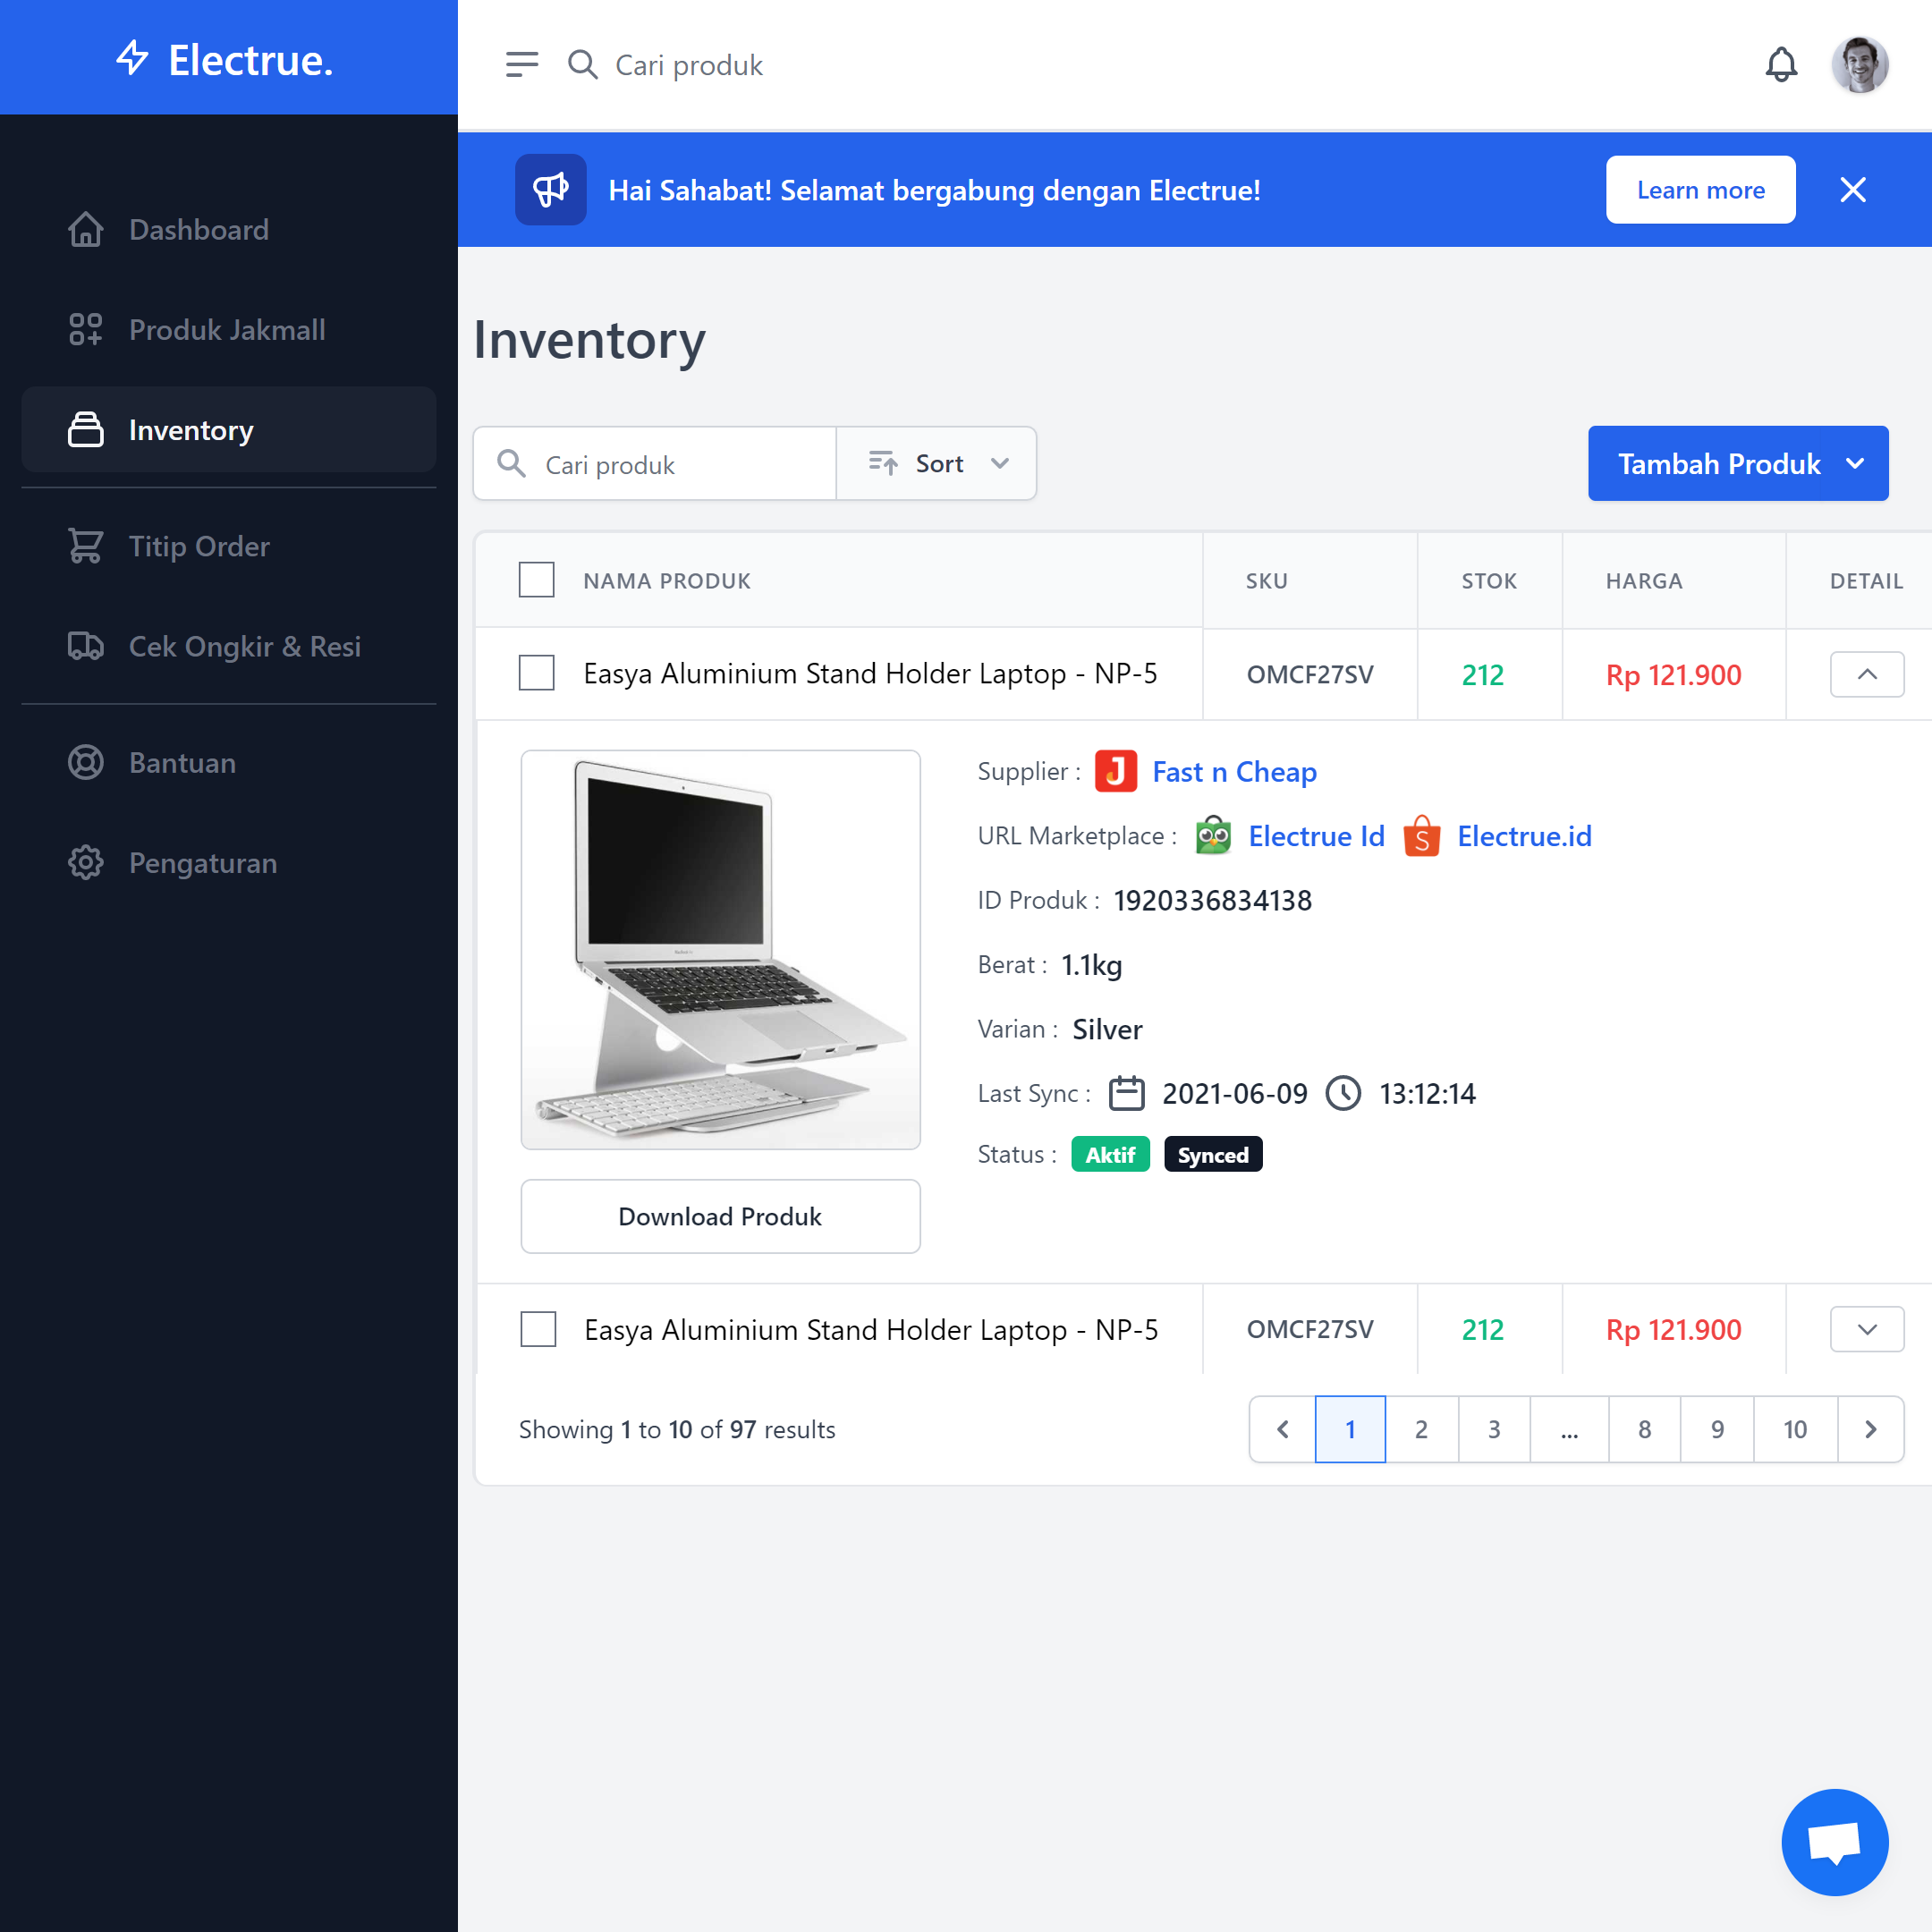 Electrue.
Cari produk
Hai Sahabat! Selamat bergabung dengan Electrue!
Learn more
Dashboard
Produk Jakmall
Inventory
Titip Order
Cek Ongkir & Resi
Bantuan
Pengaturan
Inventory
Cari produk
Sort
Tambah Produk
NAMA PRODUK SKU STOK HARGA DETAIL
Easya Aluminium Stand Holder Laptop - NP-5 OMCF27SV 212 Rp 121.900
Supplier : J Fast n Cheap
URL Marketplace : Electrue Id S Electrue.id
ID Produk : 1920336834138
Berat : 1.1kg
Varian : Silver
Last Sync : 2021-06-09 13:12:14
Status : Aktif Synced
Download Produk
Easya Aluminium Stand Holder Laptop - NP-5 OMCF27SV 212 Rp 121.900
Showing 1 to 10 of 97 results
1 2 3 ... 8 9 10